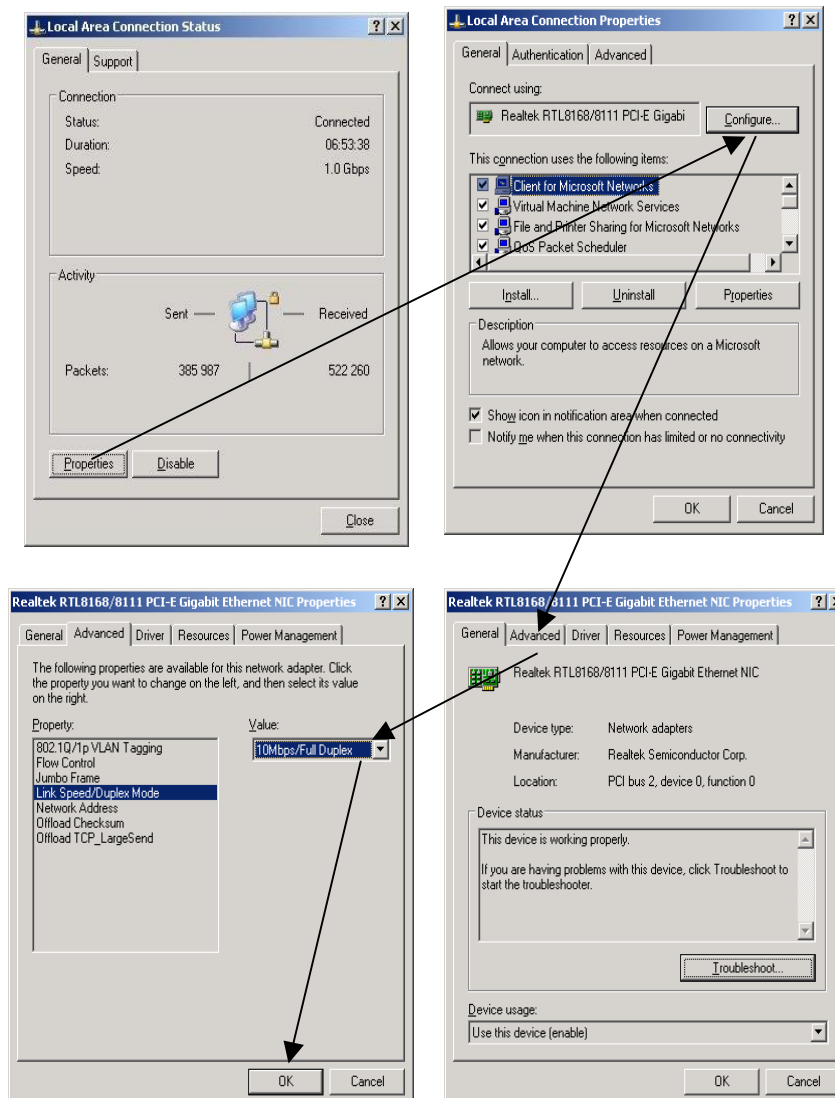 Local Area Connection Status
General Support
Connection
Status: Connected
Duration: 06:53:38
Speed: 1.0 Gbps
Activity
Sent — — Received
Packets: 385 987 522 260
Properties Disable
Close
Local Area Connection Properties
General Authentication Advanced
Connect using:
Realtek RTL8168/8111 PCI-E Gigabi Configure...
This connection uses the following items:
Client for Microsoft Networks
Virtual Machine Network Services
File and Printer Sharing for Microsoft Networks
QoS Packet Scheduler
Install... Uninstall Properties
Description
Allows your computer to access resources on a Microsoft
network.
Show icon in notification area when connected
Notify me when this connection has limited or no connectivity
OK Cancel
Realtek RTL8168/8111 PCI-E Gigabit Ethernet NIC Properties
General Advanced Driver Resources Power Management
The following properties are available for this network adapter. Click
the property you want to change on the left, and then select its value
on the right.
Property: Value:
802.1Q/1p VLAN Tagging 10Mbps/Full Duplex
Flow Control
Jumbo Frame
Link Speed/Duplex Mode
Network Address
Offload Checksum
Offload TCP_LargeSend
OK Cancel
Realtek RTL8168/8111 PCI-E Gigabit Ethernet NIC Properties
General Advanced Driver Resources Power Management
Realtek RTL8168/8111 PCI-E Gigabit Ethernet NIC
Device type: Network adapters
Manufacturer: Realtek Semiconductor Corp.
Location: PCI bus 2, device 0, function 0
Device status
This device is working properly.
If you are having problems with this device, click Troubleshoot to
start the troubleshooter.
Troubleshoot...
Device usage:
Use this device (enable)
OK Cancel